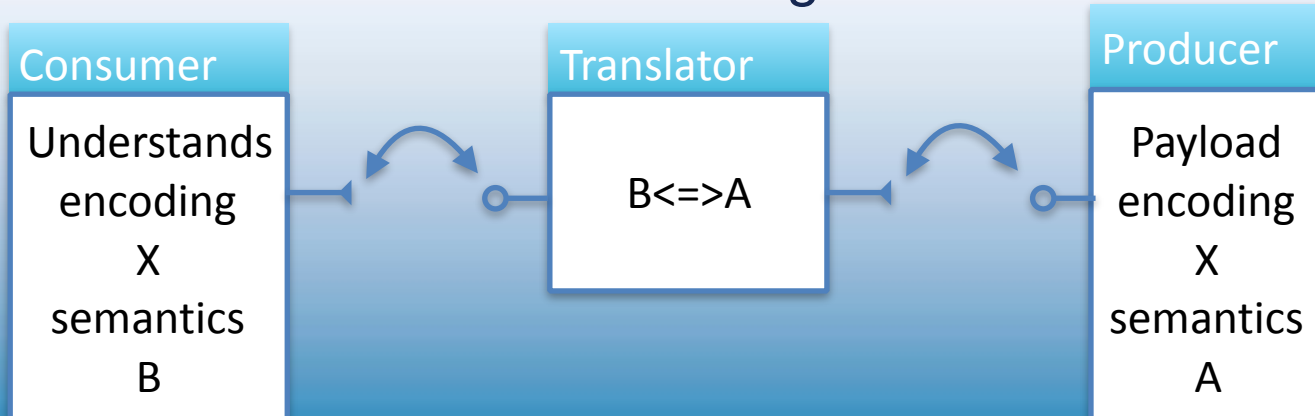 Consumer
Understands
encoding
X
semantics
B
Translator
B<=>A
Producer
Payload
encoding
X
semantics
A